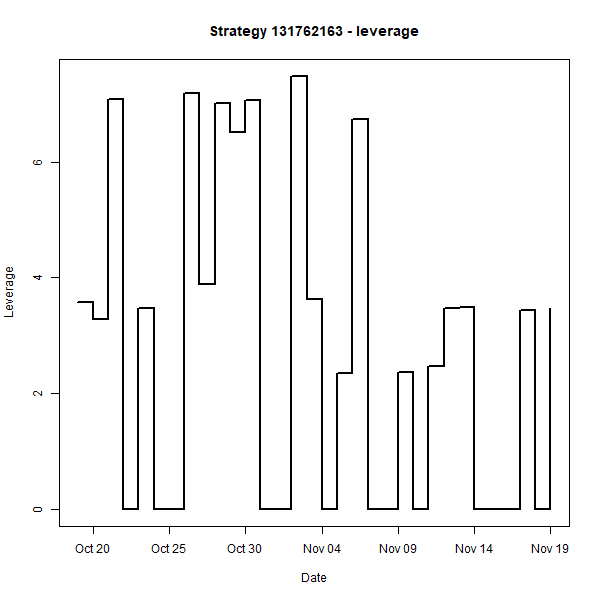 Strategy 131762163 - leverage
Leverage
6
4
2
0
Oct 20 Oct 25 Oct 30 Nov 04 Nov 09 Nov 14 Nov 19
Date